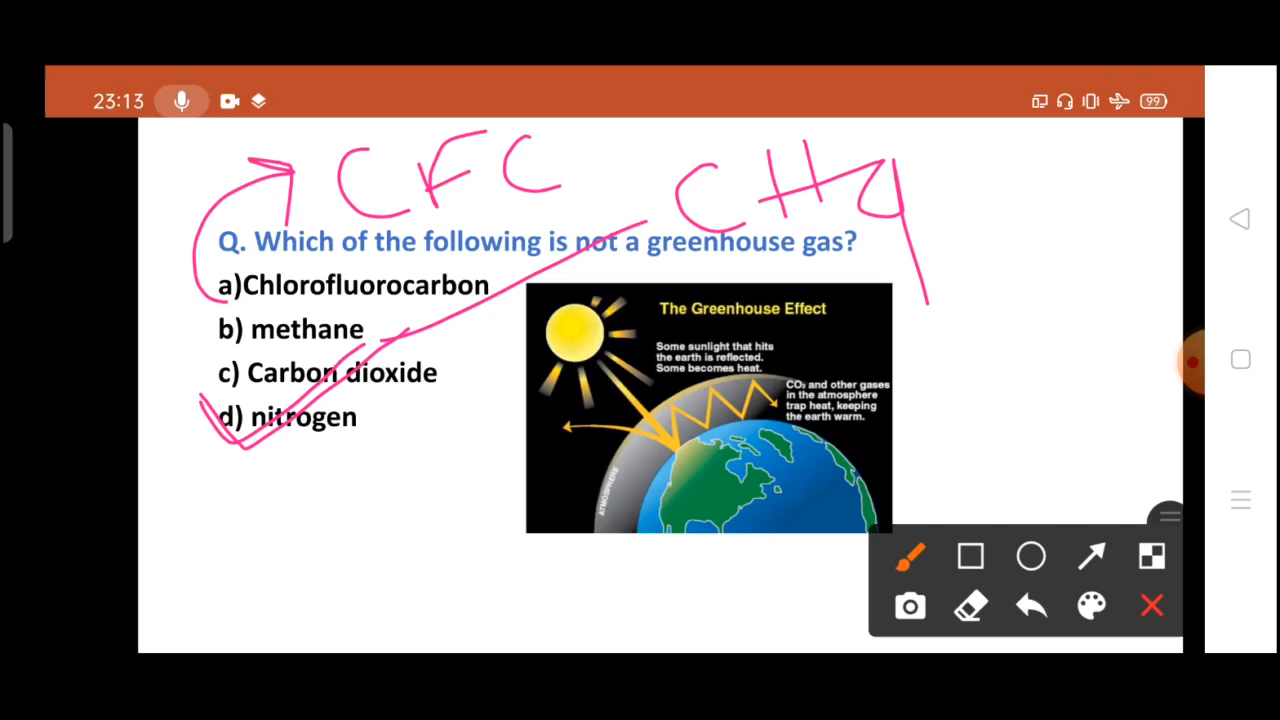 23:13
99
CFC
CH4
Q. Which of the following is not a greenhouse gas?
a)Chlorofluorocarbon
b) methane
c) Carbon dioxide
d) nitrogen
The Greenhouse Effect
Some sunlight that hits
the earth is reflected.
Some becomes heat.
CO₂ and other gases
in the atmosphere
trap heat, keeping
the earth warm.
ATMOSPHERE